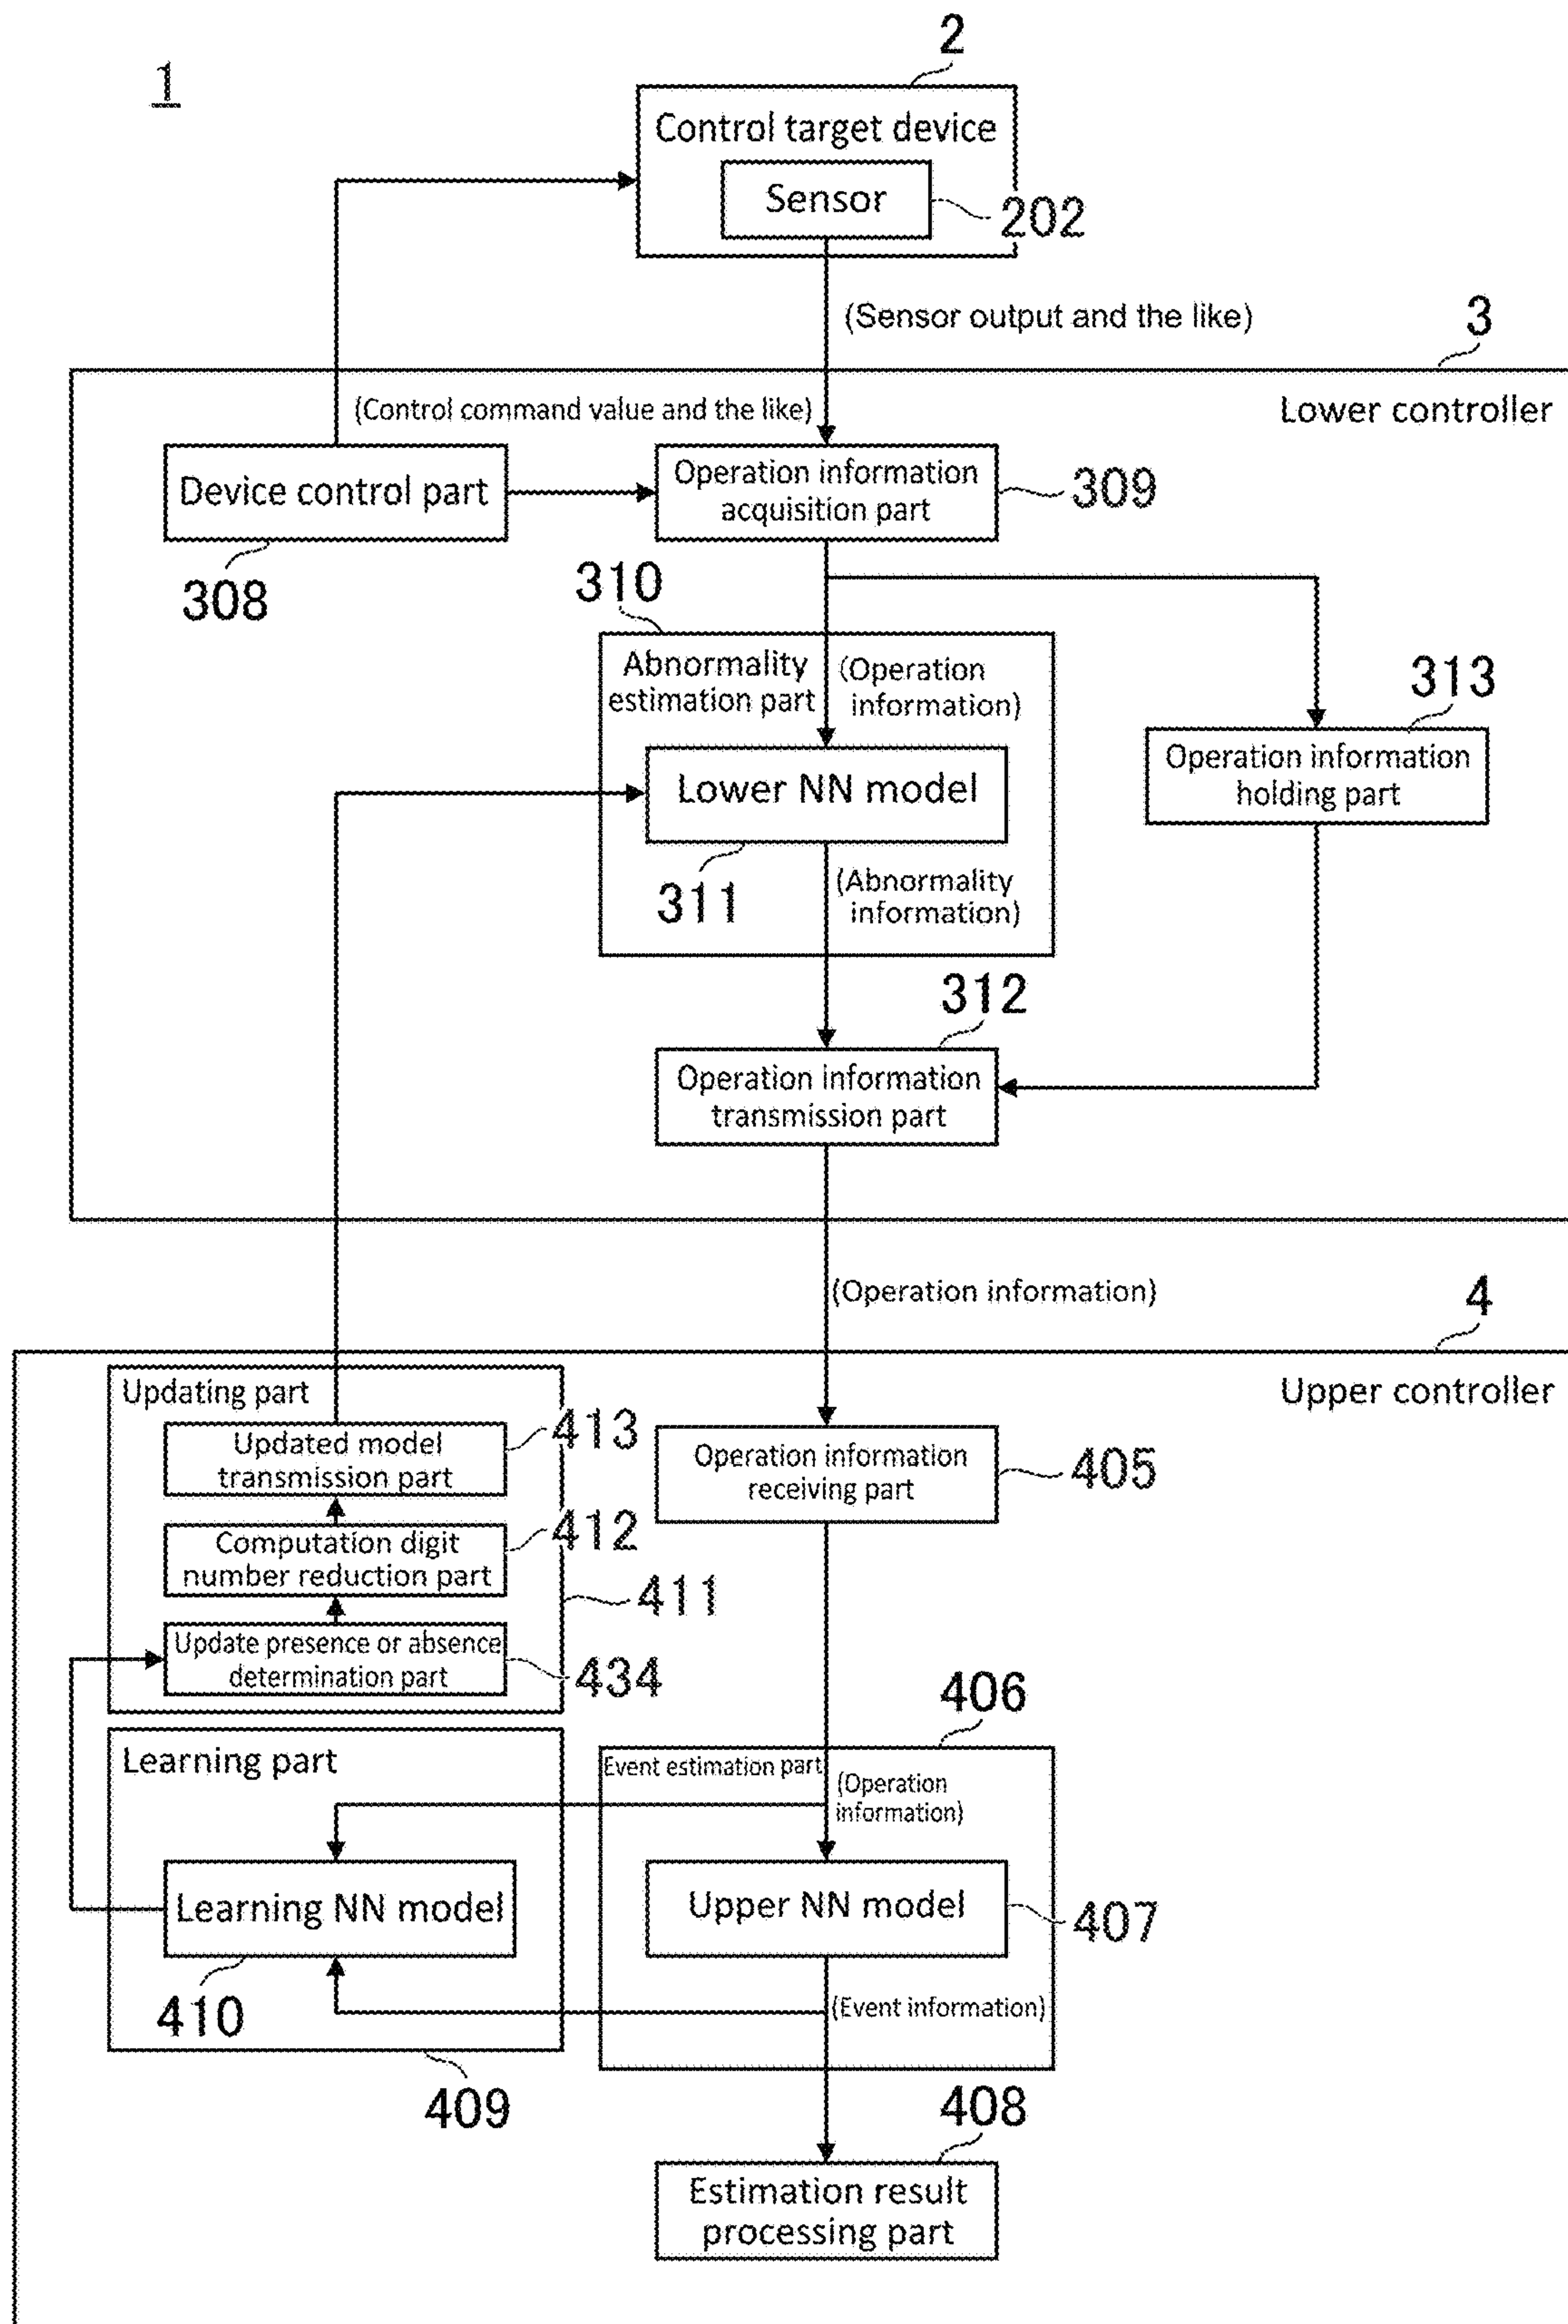 1
2
Control target device
Sensor
202
(Sensor output and the like)
3
Lower controller
(Control command value and the like)
Device control part
308
Operation information
acquisition part
309
310
Abnormality
estimation part
(Operation
information)
313
Operation information
holding part
Lower NN model
311
(Abnormality
information)
312
Operation information
transmission part
(Operation information)
4
Upper controller
Updating part
Updated model
transmission part
413
Computation digit
number reduction part
412
411
Update presence or absence
determination part
434
Operation information
receiving part
405
406
Learning part
Event estimation part
(Operation
information)
Learning NN model
410
409
Upper NN model
407
(Event information)
408
Estimation result
processing part